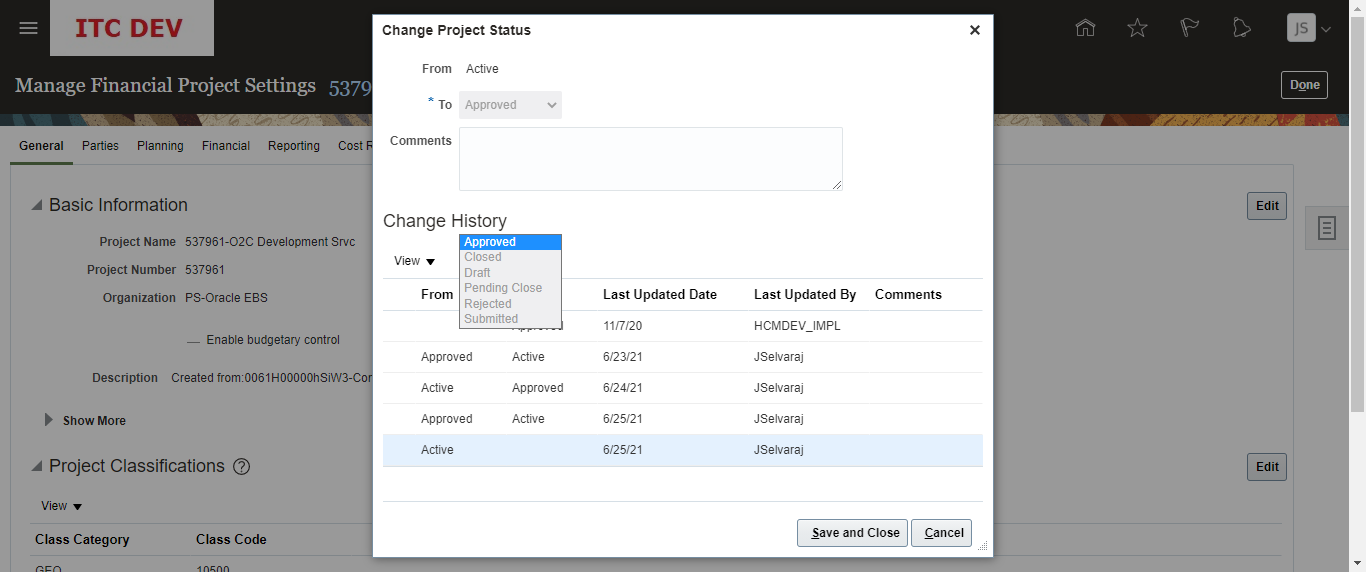 ITC DEV
JS
Manage Financial Project Settings 5379
Done
General Parties Planning Financial Reporting Cost R
Basic Information
Edit
Project Name 537961-O2C Development Srvc
Project Number 537961
Organization PS-Oracle EBS
Enable budgetary control
Description Created from:0061H00000hSiW3-Cor
Show More
Project Classifications ?
Edit
View
Class Category Class Code
GEO 10500
Change Project Status
From Active
* To Approved
Comments
Change History
View
Approved
Closed
Draft
Pending Close
Rejected
Submitted
From Last Updated Date Last Updated By Comments
Approved 11/7/20 HCMDEV_IMPL
Approved Active 6/23/21 JSelvaraj
Active Approved 6/24/21 JSelvaraj
Approved Active 6/25/21 JSelvaraj
Active 6/25/21 JSelvaraj
Save and Close Cancel